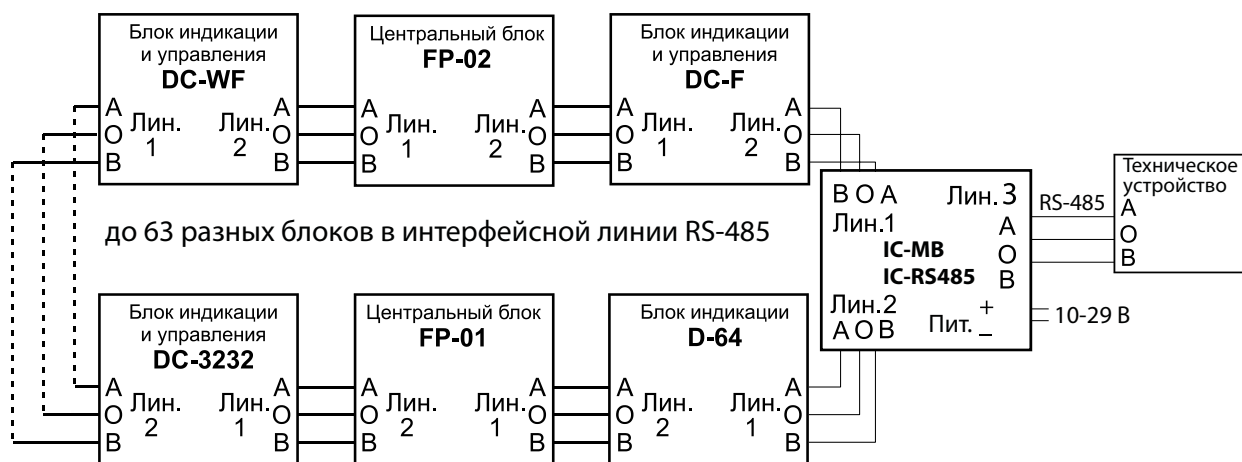 Блок индикации
и управления
DC-WF
A
O
B
Лин.
1
Лин.
2
A
O
B
Центральный блок
FP-02
A
O
B
Лин.
1
Лин.
2
A
O
B
Блок индикации
и управления
DC-F
A
O
B
Лин.
1
Лин.
2
A
O
B
до 63 разных блоков в интерфейсной линии RS-485
B O A
Лин.1
Лин.3
A
O
B
IC-MB
IC-RS485
Лин.2
A O B
Пит.
+
–
10-29 В
RS-485
Техническое
устройство
A
O
B
Блок индикации
и управления
DC-3232
A
O
B
Лин.
2
Лин.
1
A
O
B
Центральный блок
FP-01
A
O
B
Лин.
2
Лин.
1
A
O
B
Блок индикации
D-64
A
O
B
Лин.
2
Лин.
1
A
O
B